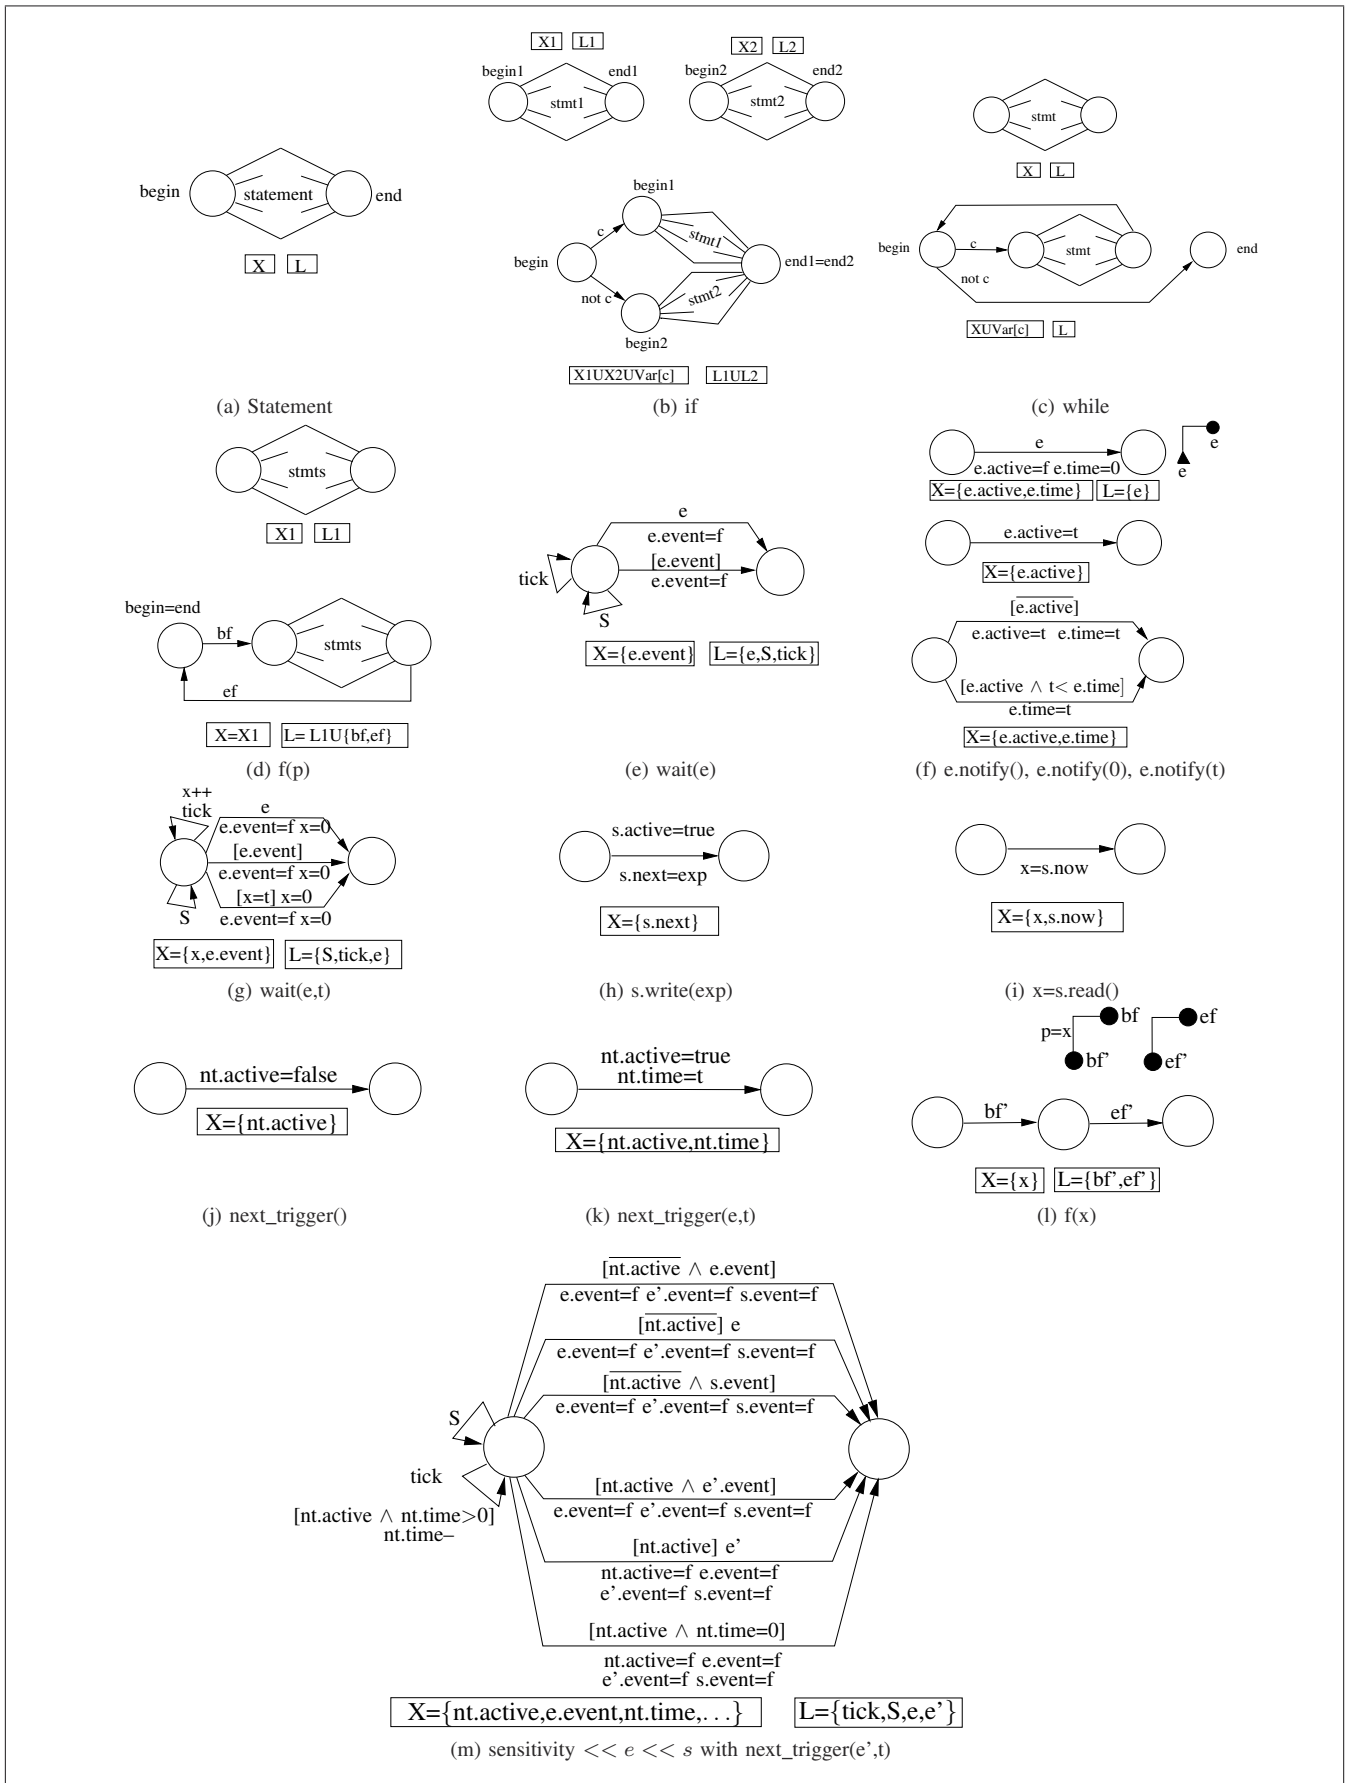 X1 L1
begin1 end1
stmt1
X2 L2
begin2 end2
stmt2
stmt
X L
begin statement end
X L
begin1
c
stmt1
begin
end1=end2
not c
stmt2
begin2
X1UX2UVar[c] L1UL2
begin c stmt end
not c
XUVar[c] L
(a) Statement
(b) if
(c) while
stmts
X1 L1
begin=end
bf
stmts
ef
X=X1 L= L1U{bf,ef}
(d) f(p)
e
e.event=f
[e.event]
e.event=f
tick
S
X={e.event} L={e,S,tick}
(e) wait(e)
e
e.active=f e.time=0
e
e
X={e.active,e.time} L={e}
e.active=t
X={e.active}
[e.active]
e.active=t e.time=t
[e.active ∧ t< e.time]
e.time=t
X={e.active,e.time}
(f) e.notify(), e.notify(0), e.notify(t)
x++
tick
e
e.event=f x=0
[e.event]
e.event=f x=0
[x=t] x=0
e.event=f x=0
S
X={x,e.event} L={S,tick,e}
(g) wait(e,t)
s.active=true
s.next=exp
X={s.next}
(h) s.write(exp)
x=s.now
X={x,s.now}
(i) x=s.read()
nt.active=false
X={nt.active}
(j) next_trigger()
nt.active=true
nt.time=t
X={nt.active,nt.time}
(k) next_trigger(e,t)
bf ef
p=x
bf' ef'
bf' ef'
X={x} L={bf',ef'}
(l) f(x)
[nt.active ∧ e.event]
e.event=f e'.event=f s.event=f
[nt.active] e
e.event=f e'.event=f s.event=f
[nt.active ∧ s.event]
e.event=f e'.event=f s.event=f
S
tick
[nt.active ∧ nt.time>0]
nt.time–
[nt.active ∧ e'.event]
e.event=f e'.event=f s.event=f
[nt.active] e'
nt.active=f e.event=f
e'.event=f s.event=f
[nt.active ∧ nt.time=0]
nt.active=f e.event=f
e'.event=f s.event=f
X={nt.active,e.event,nt.time,...} L={tick,S,e,e'}
(m) sensitivity << e << s with next_trigger(e',t)